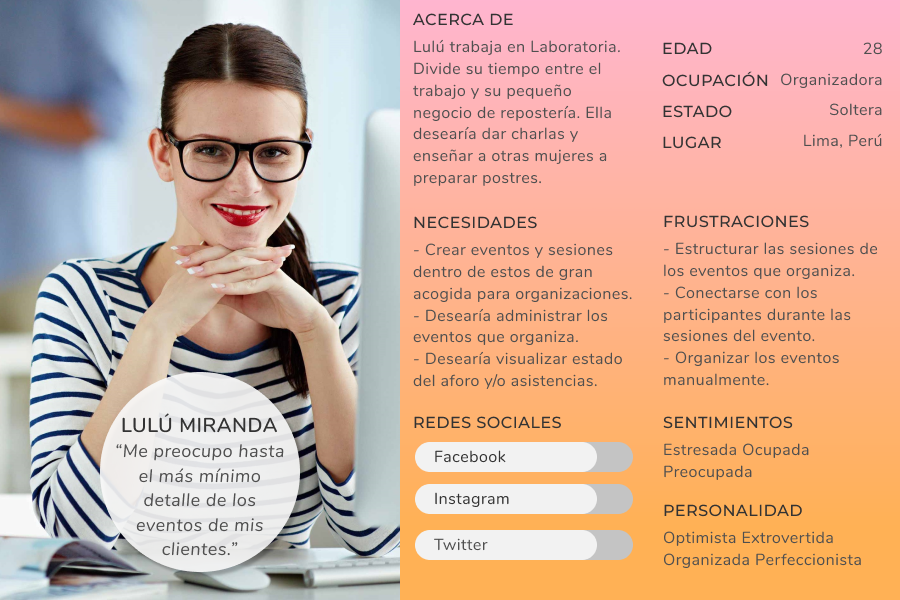 LULÚ MIRANDA
“Me preocupo hasta
el más mínimo
detalle de los
eventos de mis
clientes.”
ACERCA DE
Lulú trabaja en Laboratoria.
Divide su tiempo entre el
trabajo y su pequeño
negocio de repostería. Ella
desearía dar charlas y
enseñar a otras mujeres a
preparar postres.
EDAD 28
OCUPACIÓN Organizadora
ESTADO Soltera
LUGAR Lima, Perú
NECESIDADES
- Crear eventos y sesiones
dentro de estos de gran
acogida para organizaciones.
- Desearía administrar los
eventos que organiza.
- Desearía visualizar estado
del aforo y/o asistencias.
FRUSTRACIONES
- Estructurar las sesiones de
los eventos que organiza.
- Conectarse con los
participantes durante las
sesiones del evento.
- Organizar los eventos
manualmente.
REDES SOCIALES
Facebook
Instagram
Twitter
SENTIMIENTOS
Estresada Ocupada
Preocupada
PERSONALIDAD
Optimista Extrovertida
Organizada Perfeccionista